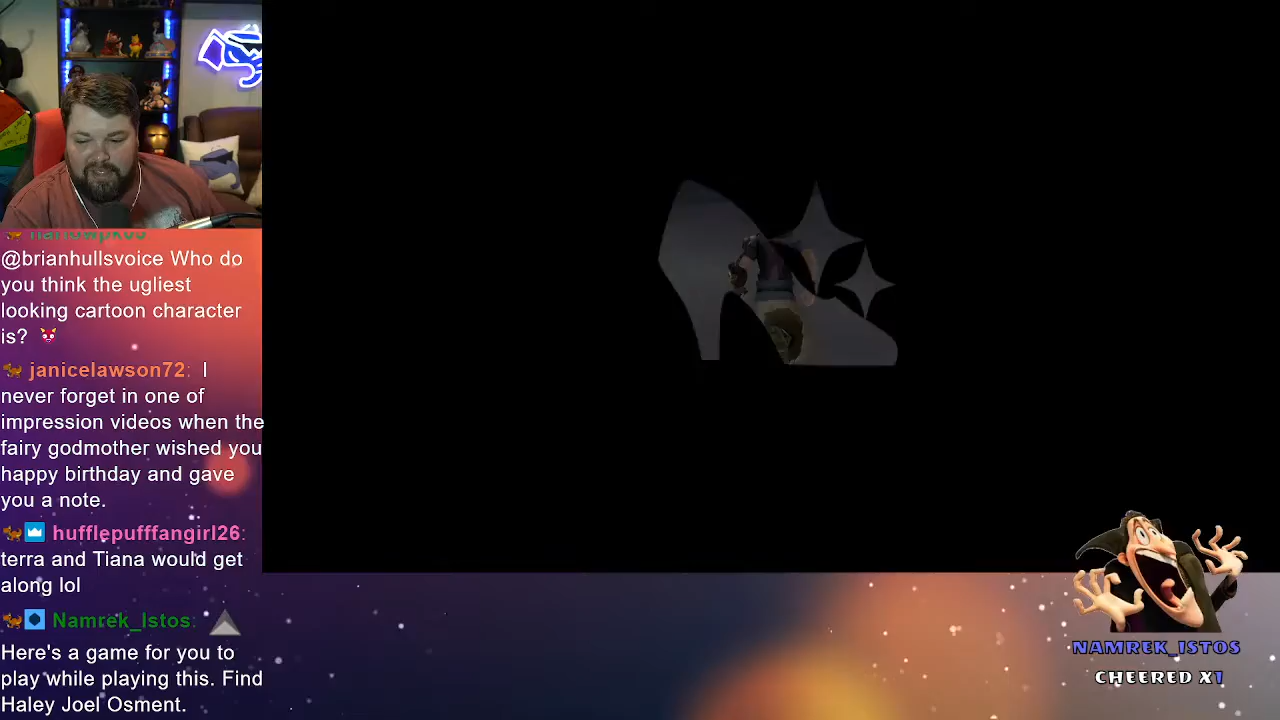 @brianhullsvoice Who do
you think the ugliest
looking cartoon character
is?
janicelawson72: I
never forget in one of
impression videos when the
fairy godmother wished you
happy birthday and gave
you a note.
hufflepufffangirl26:
terra and Tiana would get
along lol
Namrek_Istos:
Here's a game for you to
play while playing this. Find
Haley Joel Osment.
NAMREK_ISTOS
CHEERED X1